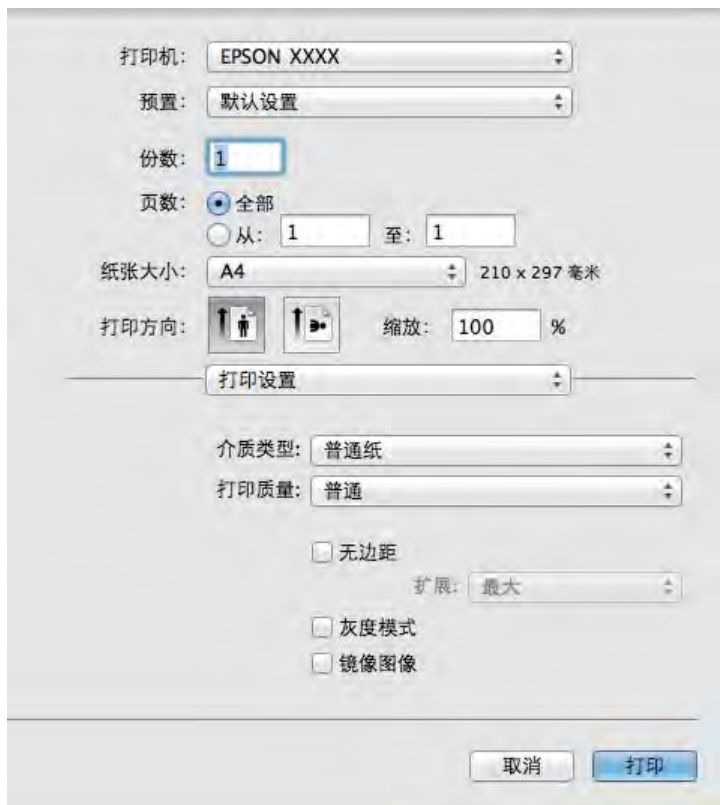 打印机: EPSON XXXX
预置: 默认设置
份数: 1
页数: 全部
从: 1 至: 1
纸张大小: A4 210 x 297 毫米
打印方向: 缩放: 100 %
打印设置
介质类型: 普通纸
打印质量: 普通
无边距
扩展: 最大
灰度模式
镜像图像
取消 打印